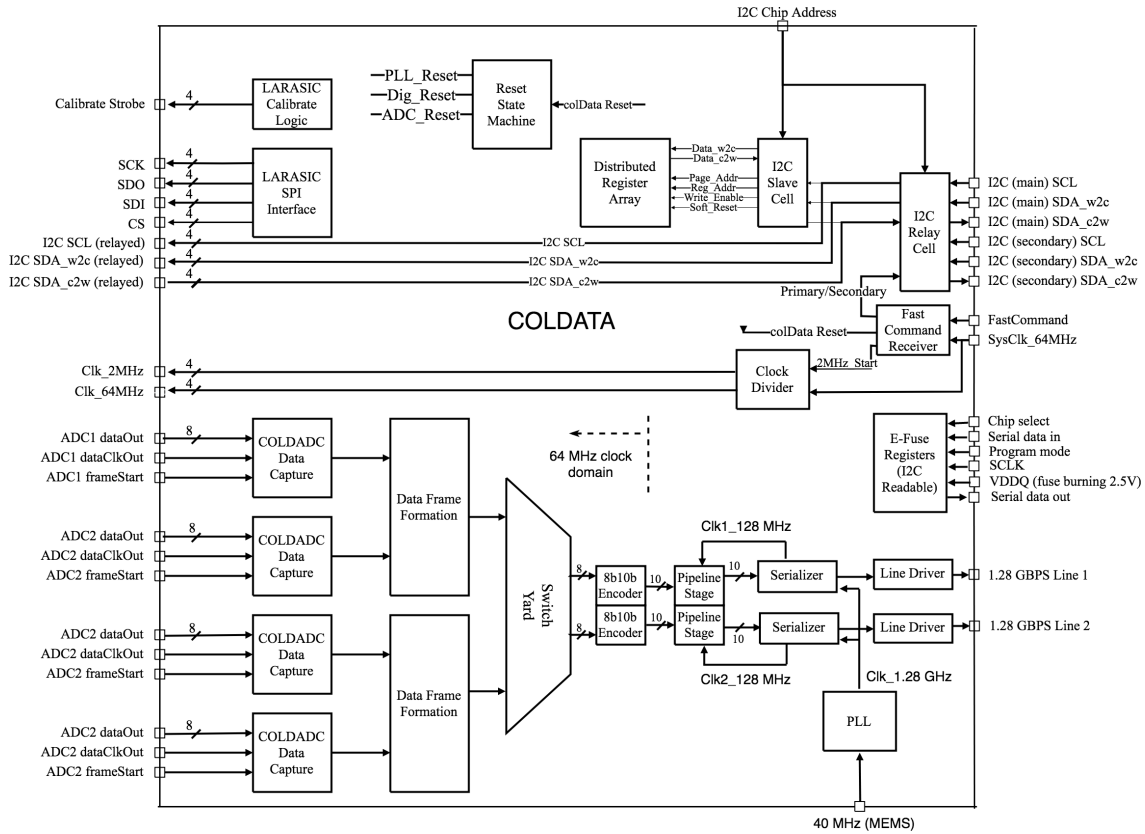 I2C Chip Address
PLL_Reset
Dig_Reset
ADC_Reset
Reset
State
Machine
colData Reset
LARASIC
Calibrate
Logic
Calibrate Strobe
4
SCK
4
SDO
4
SDI
4
CS
4
LARASIC
SPI
Interface
I2C SCL (relayed)
4
I2C SCL
I2C SDA_w2c (relayed)
4
I2C SDA_w2c
I2C SDA_c2w (relayed)
4
I2C SDA_c2w
Distributed
Register
Array
Data_w2c
Data_c2w
Page_Addr
Reg_Addr
Write_Enable
Soft_Reset
I2C
Slave
Cell
I2C
Relay
Cell
I2C (main) SCL
I2C (main) SDA_w2c
I2C (main) SDA_c2w
I2C (secondary) SCL
I2C (secondary) SDA_w2c
I2C (secondary) SDA_c2w
Primary/Secondary
COLDATA
colData Reset
Fast
Command
Receiver
FastCommand
SysClk_64MHz
2MHz_Start
Clock
Divider
Clk_2MHz
4
Clk_64MHz
4
E-Fuse
Registers
(I2C
Readable)
Chip select
Serial data in
Program mode
SCLK
VDDQ (fuse burning 2.5V)
Serial data out
64 MHz clock
domain
ADC1 dataOut
8
ADC1 dataClkOut
ADC1 frameStart
COLDADC
Data
Capture
ADC2 dataOut
8
ADC2 dataClkOut
ADC2 frameStart
COLDADC
Data
Capture
Data Frame
Formation
ADC2 dataOut
8
ADC2 dataClkOut
ADC2 frameStart
COLDADC
Data
Capture
ADC2 dataOut
8
ADC2 dataClkOut
ADC2 frameStart
COLDADC
Data
Capture
Data Frame
Formation
Switch
Yard
8
8b10b
Encoder
10
Pipeline
Stage
10
Clk1_128 MHz
Serializer
Line Driver
1.28 GBPS Line 1
8
8b10b
Encoder
10
Pipeline
Stage
10
Serializer
Line Driver
1.28 GBPS Line 2
Clk2_128 MHz
Clk_1.28 GHz
PLL
40 MHz (MEMS)